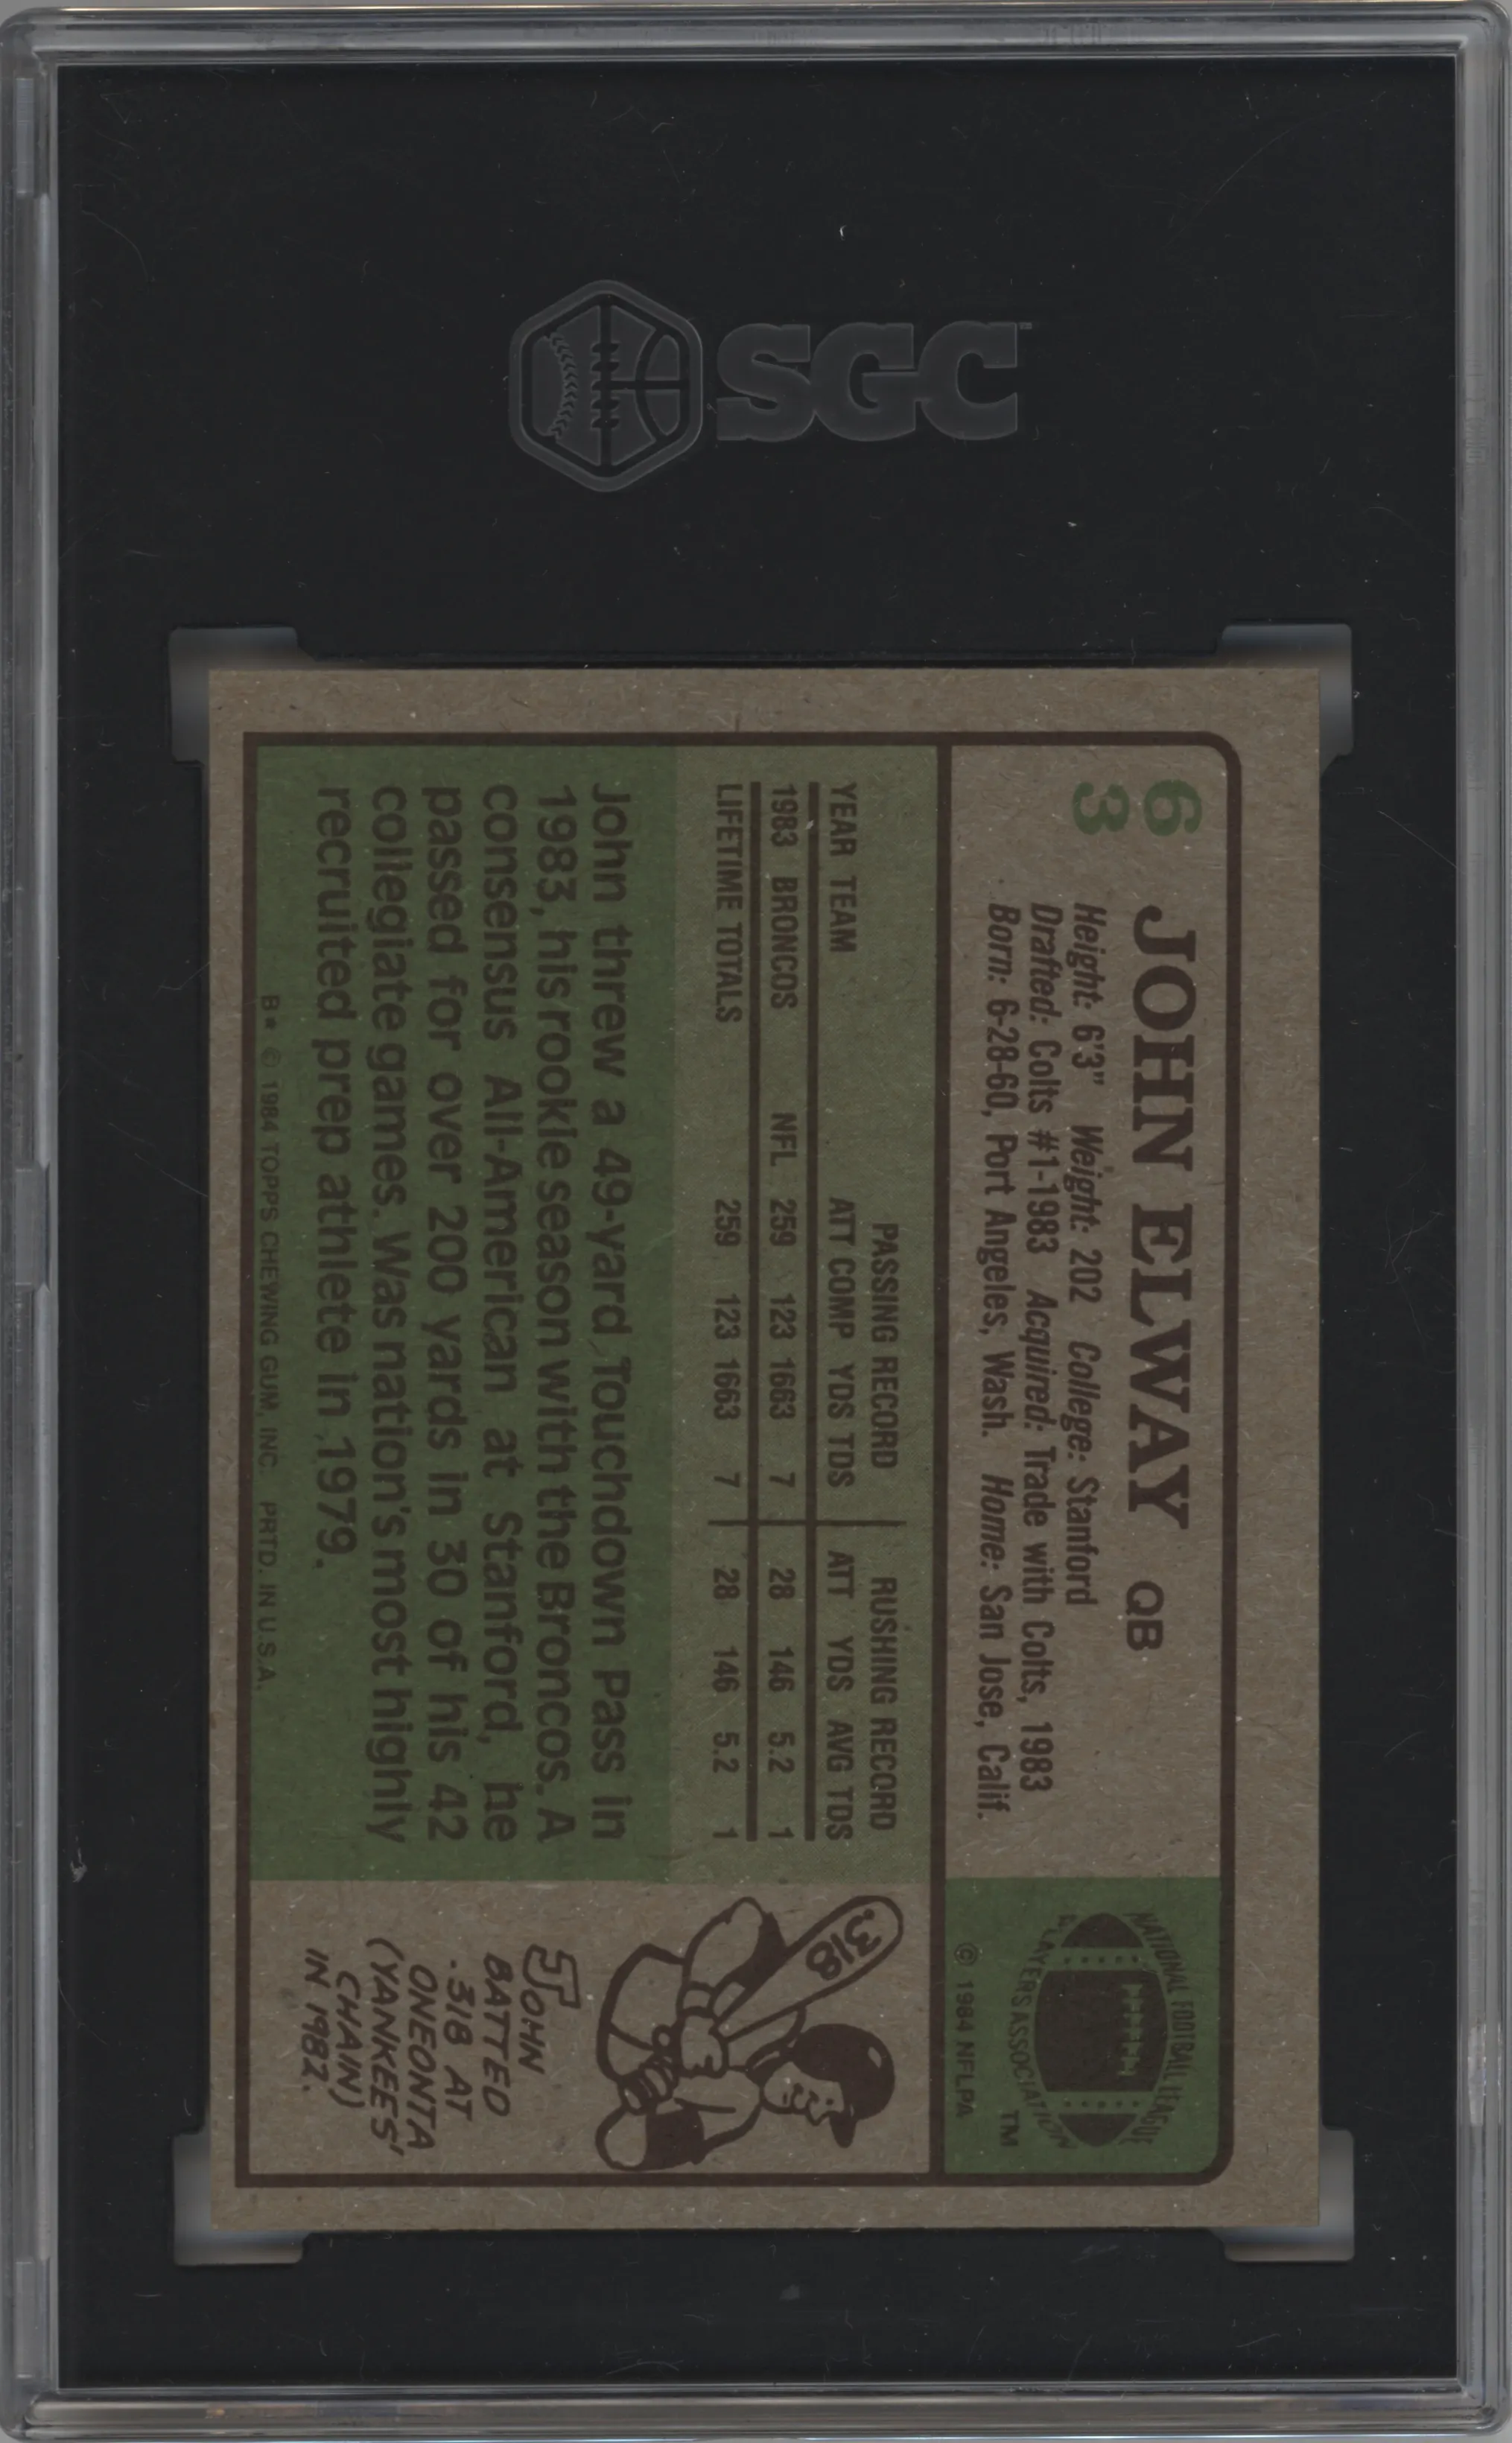 SGC
63
JOHN ELWAY QB
Height: 6'3" Weight: 202 College: Stanford
Drafted: Colts #1-1983 Acquired: Trade with Colts, 1983
Born: 6-28-60, Port Angeles, Wash. Home: San Jose, Calif.
NATIONAL FOOTBALL LEAGUE
PLAYERS ASSOCIATION
TM
© 1984 NFLPA
PASSING RECORD RUSHING RECORD
YEAR TEAM ATT COMP YDS TDS ATT YDS AVG TDS
1983 BRONCOS NFL 259 123 1663 7 28 146 5.2 1
LIFETIME TOTALS 259 123 1663 7 28 146 5.2 1
John threw a 49-yard Touchdown Pass in
1983, his rookie season with the Broncos. A
consensus All-American at Stanford, he
passed for over 200 yards in 30 of his 42
collegiate games. Was nation's most highly
recruited prep athlete in 1979.
B* © 1984 TOPPS CHEWING GUM, INC. PRTD. IN U.S.A.
.318
JOHN
BATTED
.318 AT
ONEONTA
(YANKEES'
CHAIN)
IN 1982.